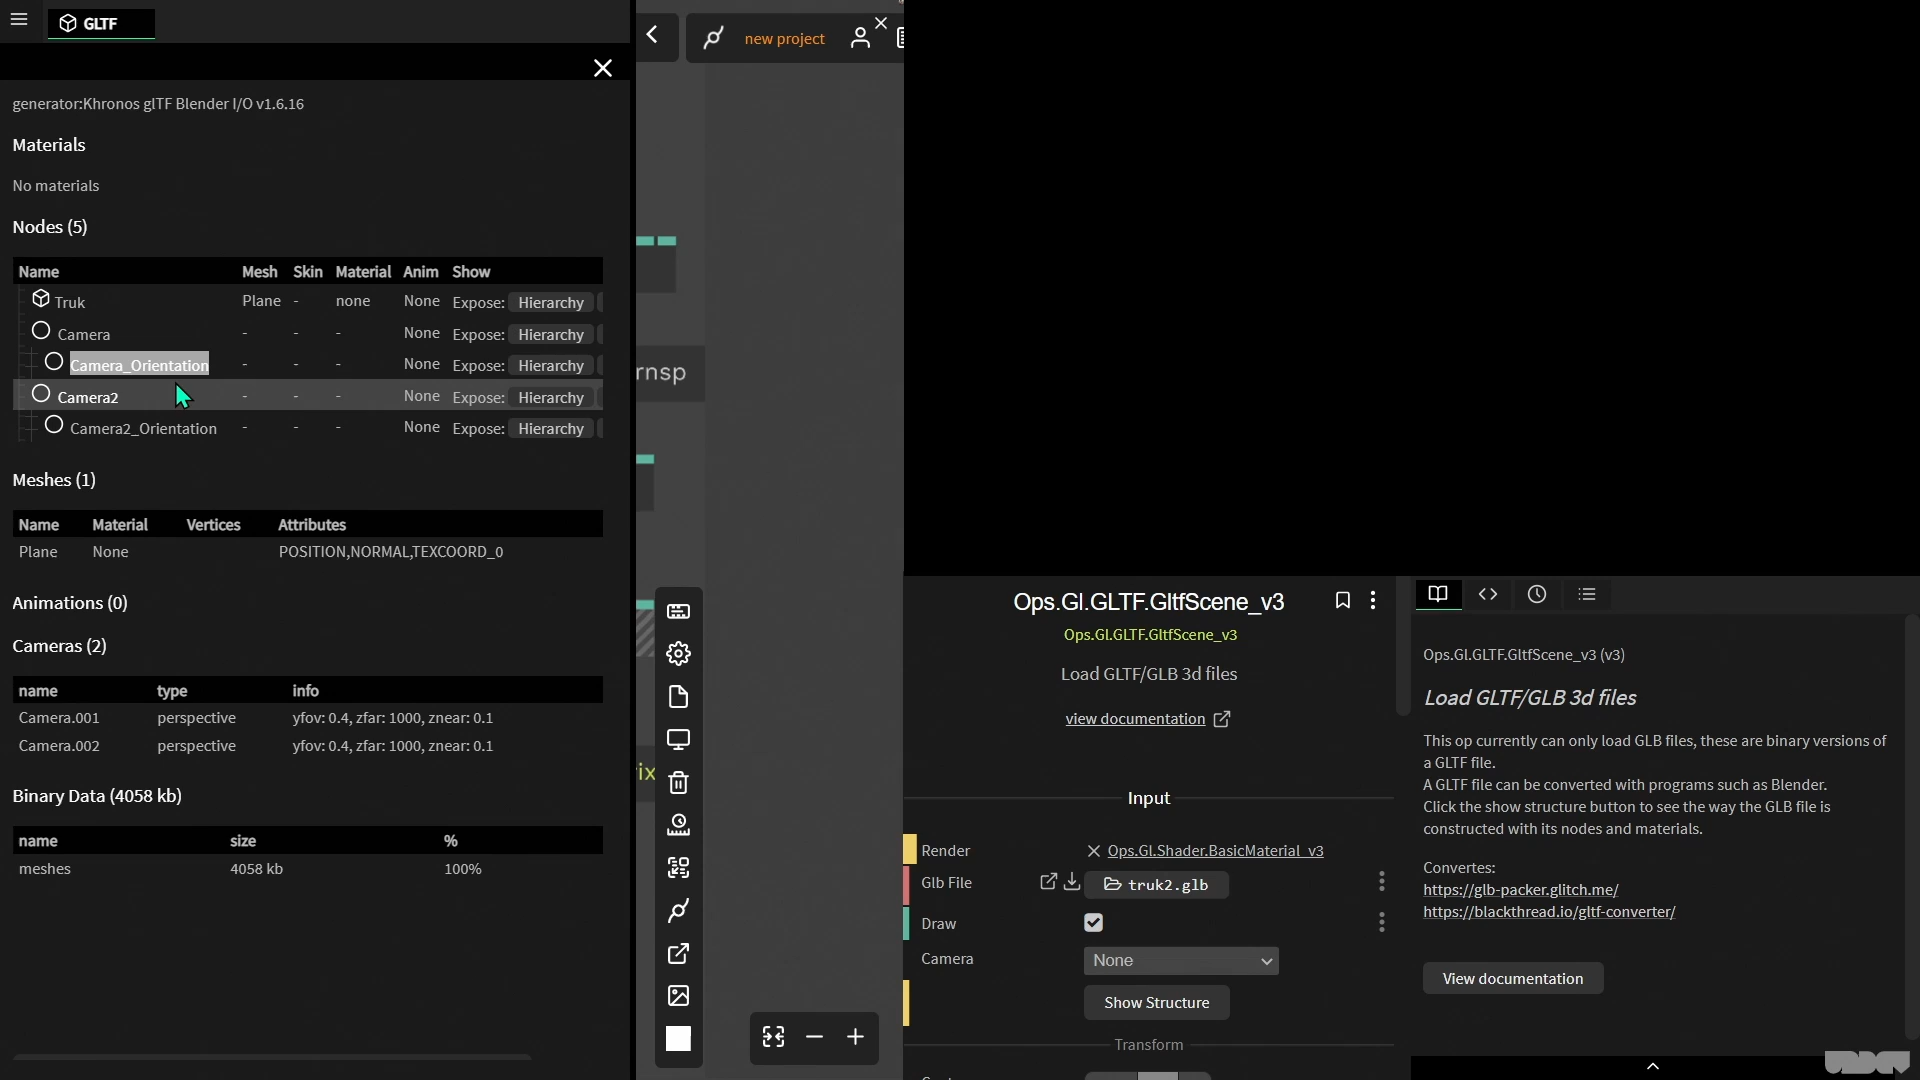 GLTF
generator:Khronos glTF Blender I/O v1.6.16
Materials
No materials
Nodes (5)
Name Mesh Skin Material Anim Show
Truk Plane - none None Expose: Hierarchy
Camera - - - None Expose: Hierarchy
Camera_Orientation - - - None Expose: Hierarchy
Camera2 - - - None Expose: Hierarchy
Camera2_Orientation - - - None Expose: Hierarchy
Meshes (1)
Name Material Vertices Attributes
Plane None POSITION,NORMAL,TEXCOORD_0
Animations (0)
Cameras (2)
name type info
Camera.001 perspective yfov: 0.4, zfar: 1000, znear: 0.1
Camera.002 perspective yfov: 0.4, zfar: 1000, znear: 0.1
Binary Data (4058 kb)
name size %
meshes 4058 kb 100%
new project
rnsp
ix
Ops.Gl.GLTF.GltfScene_v3
Ops.Gl.GLTF.GltfScene_v3
Load GLTF/GLB 3d files
view documentation
Input
Render Ops.Gl.Shader.BasicMaterial_v3
Glb File truk2.glb
Draw
Camera None
Show Structure
Transform
Ops.Gl.GLTF.GltfScene_v3 (v3)
Load GLTF/GLB 3d files
This op currently can only load GLB files, these are binary versions of
a GLTF file.
A GLTF file can be converted with programs such as Blender.
Click the show structure button to see the way the GLB file is
constructed with its nodes and materials.
Convertes:
https://glb-packer.glitch.me/
https://blackthread.io/gltf-converter/
View documentation